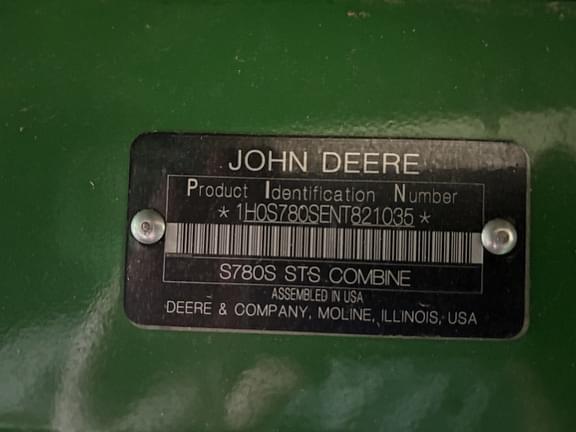 JOHN DEERE
Product Identification Number
*1H0S780SENT821035*
S780S STS COMBINE
ASSEMBLED IN USA
DEERE & COMPANY, MOLINE, ILLINOIS, USA